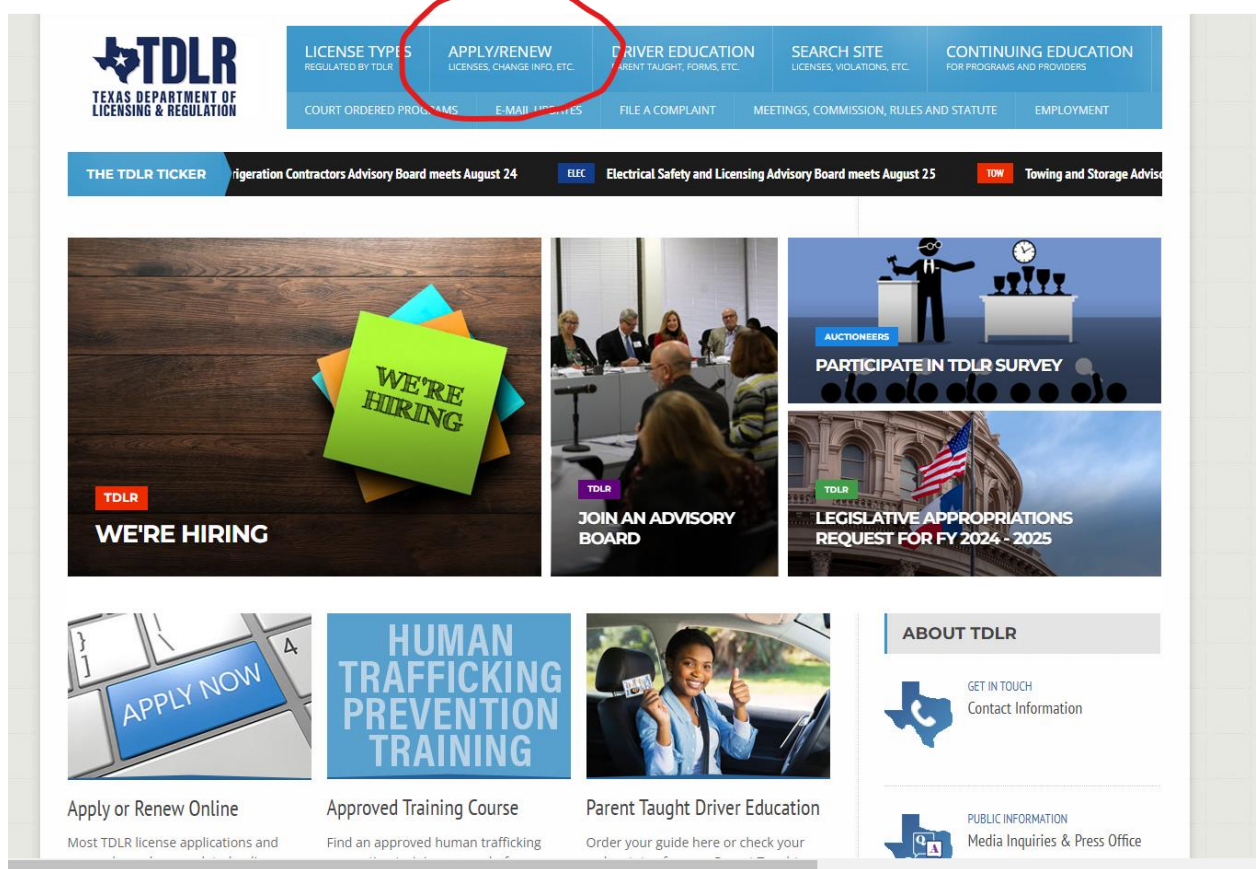 TDLR
TEXAS DEPARTMENT OF
LICENSING & REGULATION
LICENSE TYPES
REGULATED BY TDLR
APPLY/RENEW
LICENSES, CHANGE INFO, ETC.
DRIVER EDUCATION
PARENT TAUGHT, FORMS, ETC.
SEARCH SITE
LICENSES, VIOLATIONS, ETC.
CONTINUING EDUCATION
FOR PROGRAMS AND PROVIDERS
COURT ORDERED PROGRAMS
E-MAIL UPDATES
FILE A COMPLAINT
MEETINGS, COMMISSION, RULES AND STATUTE
EMPLOYMENT
THE TDLR TICKER
rigeration Contractors Advisory Board meets August 24
ELEC
Electrical Safety and Licensing Advisory Board meets August 25
TOW
Towing and Storage Adviso
WE'RE
HIRING
TDLR
WE'RE HIRING
TDLR
JOIN AN ADVISORY
BOARD
AUCTIONEERS
PARTICIPATE IN TDLR SURVEY
TDLR
LEGISLATIVE APPROPRIATIONS
REQUEST FOR FY 2024 - 2025
}
]
\
4
APPLY NOW
Apply or Renew Online
Most TDLR license applications and
HUMAN
TRAFFICKING
PREVENTION
TRAINING
Approved Training Course
Find an approved human trafficking
Parent Taught Driver Education
Order your guide here or check your
ABOUT TDLR
GET IN TOUCH
Contact Information
PUBLIC INFORMATION
Media Inquiries & Press Office
Q
A